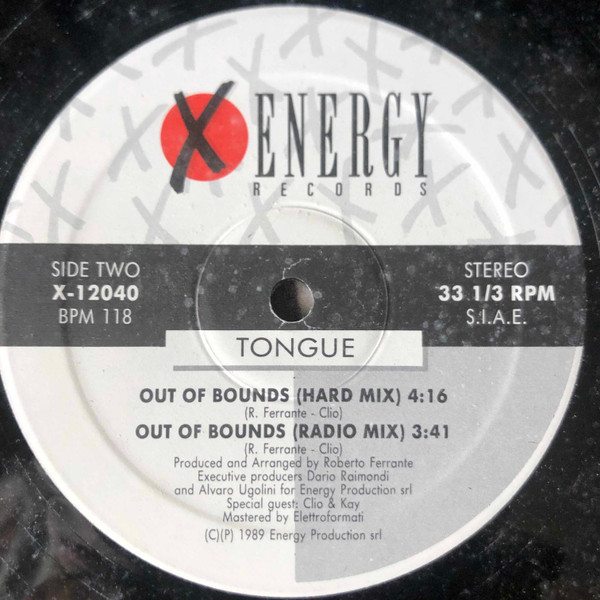 X ENERGY
RECORDS
SIDE TWO
X-12040
BPM 118
STEREO
33 1/3 RPM
S.I.A.E.
TONGUE
OUT OF BOUNDS (HARD MIX) 4:16
(R. Ferrante - Clio)
OUT OF BOUNDS (RADIO MIX) 3:41
(R. Ferrante - Clio)
Produced and Arranged by Roberto Ferrante
Executive producers Dario Raimondi
and Alvaro Ugolini for Energy Production srl
Special guest: Clio & Kay
Mastered by Elettroformati
(C)(P) 1989 Energy Production srl